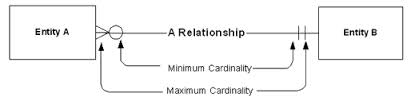 Entity A
A Relationship
Entity B
Minimum Cardinality
Maximum Cardinality